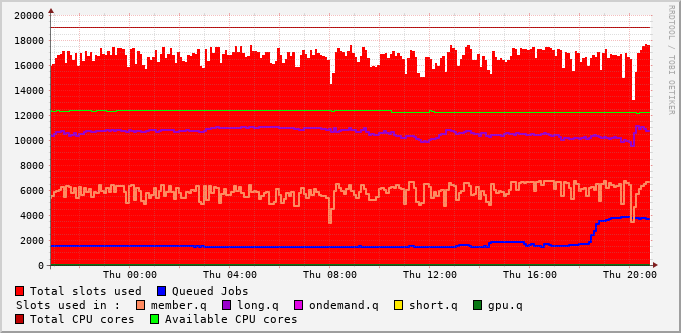 20000
18000
16000
14000
12000
10000
8000
6000
4000
2000
0
Thu 00:00 Thu 04:00 Thu 08:00 Thu 12:00 Thu 16:00 Thu 20:00
Total slots used Queued Jobs
Slots used in : member.q long.q ondemand.q short.q gpu.q
Total CPU cores Available CPU cores
RRDTOOL / TOBI OETIKER